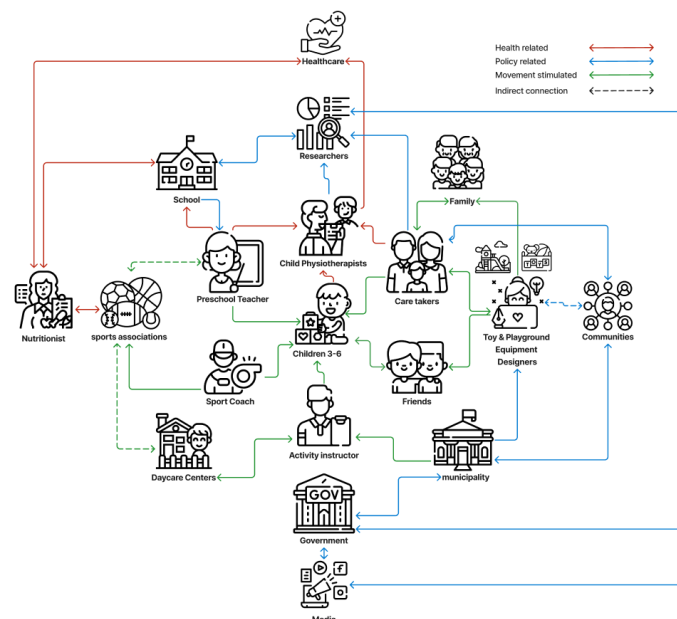 Healthcare
Health related
Policy related
Movement stimulated
Indirect connection
Researchers
School
Family
Child Physiotherapists
Preschool Teacher
Care takers
Nutritionist
sports associations
Children 3-6
Toy & Playground
Equipment
Designers
Communities
Sport Coach
Friends
Activity instructor
Daycare Centers
municipality
GOV
Government
Media